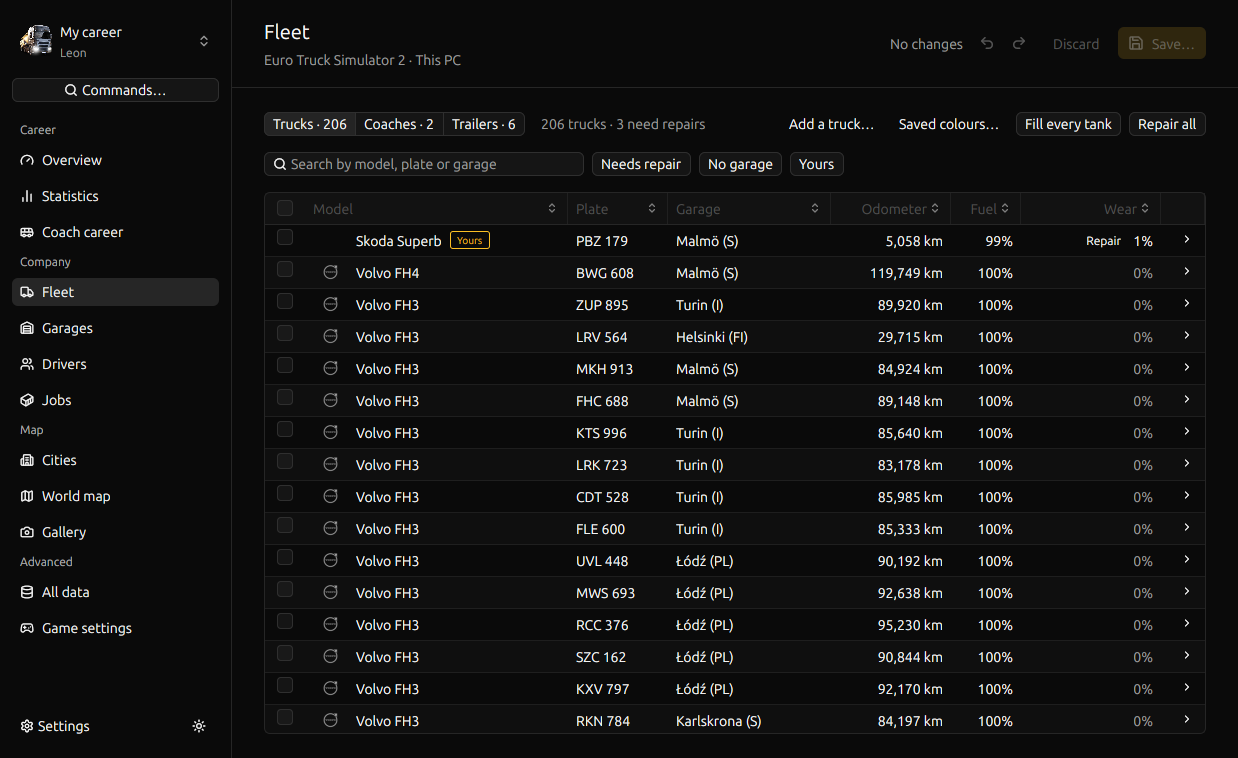 My career
Leon
Commands...
Career
Overview
Statistics
Coach career
Company
Fleet
Garages
Drivers
Jobs
Map
Cities
World map
Gallery
Advanced
All data
Game settings
Settings
Fleet
Euro Truck Simulator 2 · This PC
No changes Discard Save...
Trucks · 206 Coaches · 2 Trailers · 6 206 trucks · 3 need repairs Add a truck... Saved colours... Fill every tank Repair all
Search by model, plate or garage Needs repair No garage Yours
Model Plate Garage Odometer Fuel Wear
Skoda Superb Yours PBZ 179 Malmö (S) 5,058 km 99% Repair 1%
Volvo FH4 BWG 608 Malmö (S) 119,749 km 100% 0%
Volvo FH3 ZUP 895 Turin (I) 89,920 km 100% 0%
Volvo FH3 LRV 564 Helsinki (FI) 29,715 km 100% 0%
Volvo FH3 MKH 913 Malmö (S) 84,924 km 100% 0%
Volvo FH3 FHC 688 Malmö (S) 89,148 km 100% 0%
Volvo FH3 KTS 996 Turin (I) 85,640 km 100% 0%
Volvo FH3 LRK 723 Turin (I) 83,178 km 100% 0%
Volvo FH3 CDT 528 Turin (I) 85,985 km 100% 0%
Volvo FH3 FLE 600 Turin (I) 85,333 km 100% 0%
Volvo FH3 UVL 448 Łódź (PL) 90,192 km 100% 0%
Volvo FH3 MWS 693 Łódź (PL) 92,638 km 100% 0%
Volvo FH3 RCC 376 Łódź (PL) 95,230 km 100% 0%
Volvo FH3 SZC 162 Łódź (PL) 90,844 km 100% 0%
Volvo FH3 KXV 797 Łódź (PL) 92,170 km 100% 0%
Volvo FH3 RKN 784 Karlskrona (S) 84,197 km 100% 0%